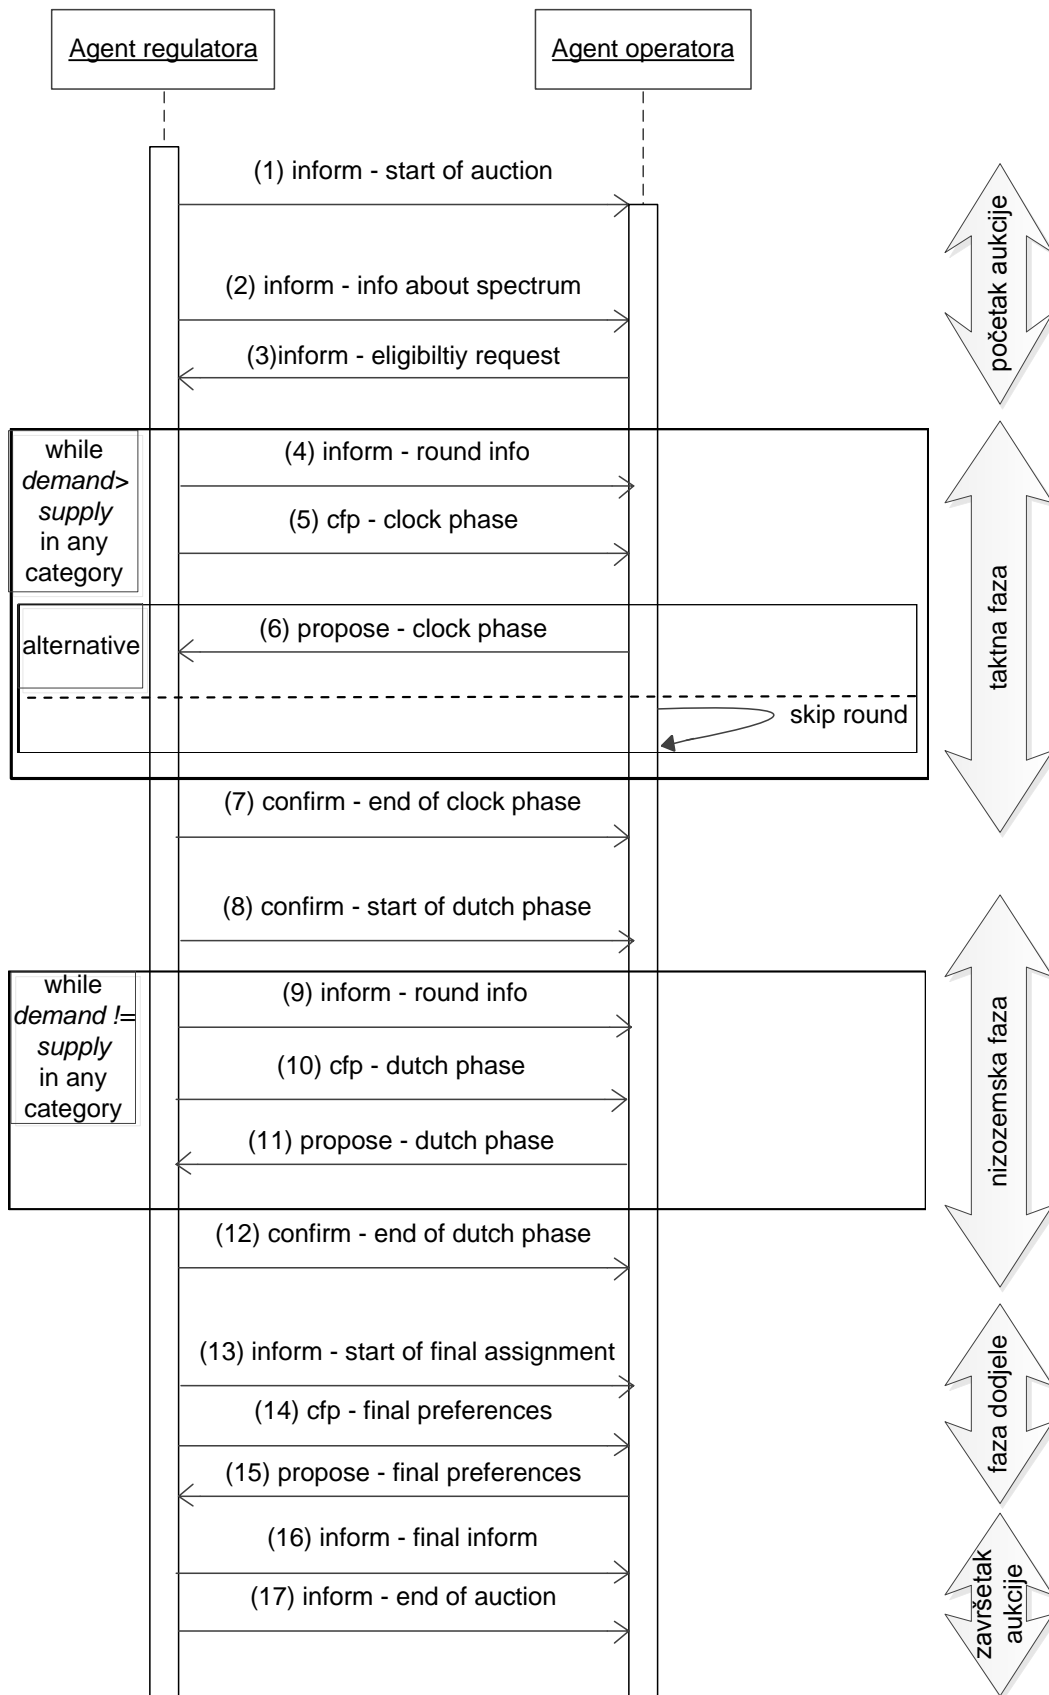 Agent regulatora
Agent operatora
(1) inform - start of auction
(2) inform - info about spectrum
(3)inform - eligibiltiy request
početak aukcije
while
demand>
supply
in any
category
(4) inform - round info
(5) cfp - clock phase
alternative
(6) propose - clock phase
skip round
taktna faza
(7) confirm - end of clock phase
(8) confirm - start of dutch phase
while
demand !=
supply
in any
category
(9) inform - round info
(10) cfp - dutch phase
(11) propose - dutch phase
nizozemska faza
(12) confirm - end of dutch phase
(13) inform - start of final assignment
(14) cfp - final preferences
(15) propose - final preferences
faza dodjele
(16) inform - final inform
(17) inform - end of auction
završetak
aukcije